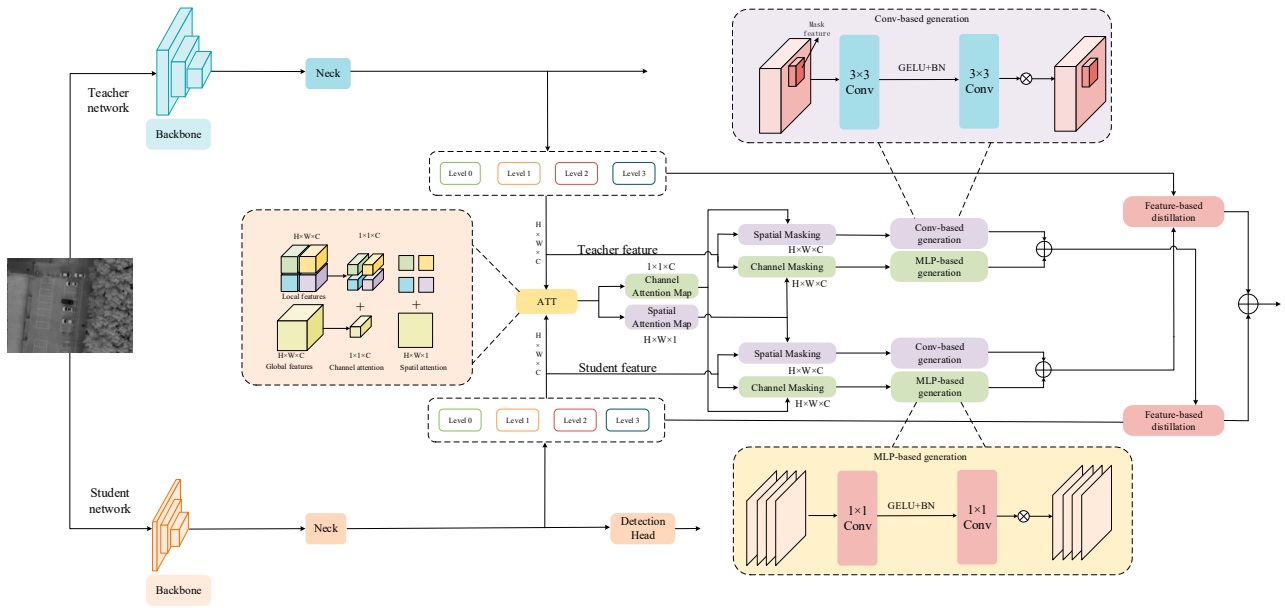 Conv-based generation
Mask
feature
3×3
Conv
GELU+BN
3×3
Conv
Teacher
network
Neck
Backbone
Level 0
Level 1
Level 2
Level 3
Feature-based
distillation
H×W×C
1×1×C
Local features
H×W×C
1×1×C
H×W×1
Global features
Channel attention
Spatil attention
H
×
W
×
C
Teacher feature
Spatial Masking
H×W×C
Channel Masking
H×W×C
Conv-based
generation
MLP-based
generation
ATT
1×1×C
Channel
Attention Map
Spatial
Attention Map
H×W×1
H
×
W
×
C
Student feature
Spatial Masking
H×W×C
Channel Masking
H×W×C
Conv-based
generation
MLP-based
generation
Level 0
Level 1
Level 2
Level 3
Feature-based
distillation
MLP-based generation
1×1
Conv
GELU+BN
1×1
Conv
Student
network
Neck
Detection
Head
Backbone